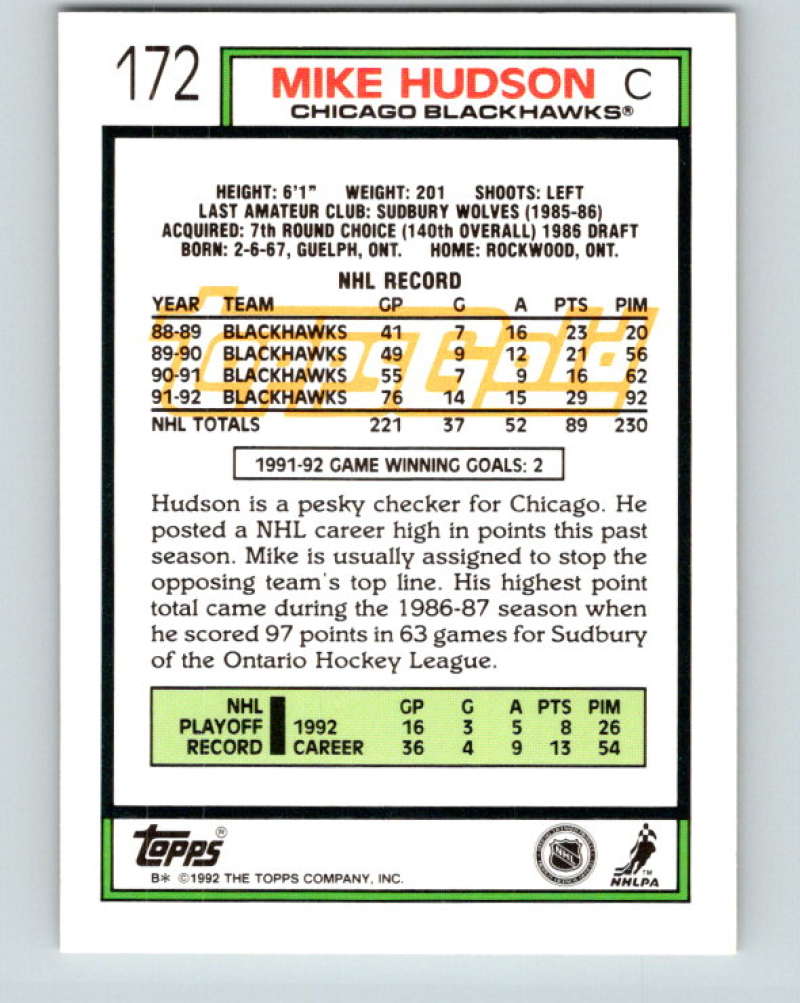 172 MIKE HUDSON C
CHICAGO BLACKHAWKS®
HEIGHT: 6'1" WEIGHT: 201 SHOOTS: LEFT
LAST AMATEUR CLUB: SUDBURY WOLVES (1985-86)
ACQUIRED: 7th ROUND CHOICE (140th OVERALL) 1986 DRAFT
BORN: 2-6-67, GUELPH, ONT. HOME: ROCKWOOD, ONT.
NHL RECORD
YEAR TEAM GP G A PTS PIM
88-89 BLACKHAWKS 41 7 16 23 20
89-90 BLACKHAWKS 49 9 12 21 56
90-91 BLACKHAWKS 55 7 9 16 62
91-92 BLACKHAWKS 76 14 15 29 92
Topps Gold
NHL TOTALS 221 37 52 89 230
1991-92 GAME WINNING GOALS: 2
Hudson is a pesky checker for Chicago. He
posted a NHL career high in points this past
season. Mike is usually assigned to stop the
opposing team's top line. His highest point
total came during the 1986-87 season when
he scored 97 points in 63 games for Sudbury
of the Ontario Hockey League.
NHL GP G A PTS PIM
PLAYOFF 1992 16 3 5 8 26
RECORD CAREER 36 4 9 13 54
Topps®
NHL
TM
NHLPA
B* ©1992 THE TOPPS COMPANY, INC.